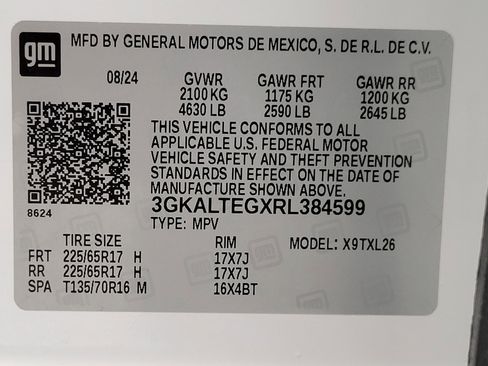 gm MFD BY GENERAL MOTORS DE MEXICO, S. DE R.L. DE C.V.
08/24 GVWR GAWR FRT GAWR RR
2100 KG 1175 KG 1200 KG
4630 LB 2590 LB 2645 LB
THIS VEHICLE CONFORMS TO ALL
APPLICABLE U.S. FEDERAL MOTOR
VEHICLE SAFETY AND THEFT PREVENTION
STANDARDS IN EFFECT ON THE DATE OF
MANUFACTURE SHOWN ABOVE.
8624 3GKALTEGXRL384599
TYPE: MPV
TIRE SIZE RIM MODEL: X9TXL26
FRT 225/65R17 H 17X7J
RR 225/65R17 H 17X7J
SPA T135/70R16 M 16X4BT